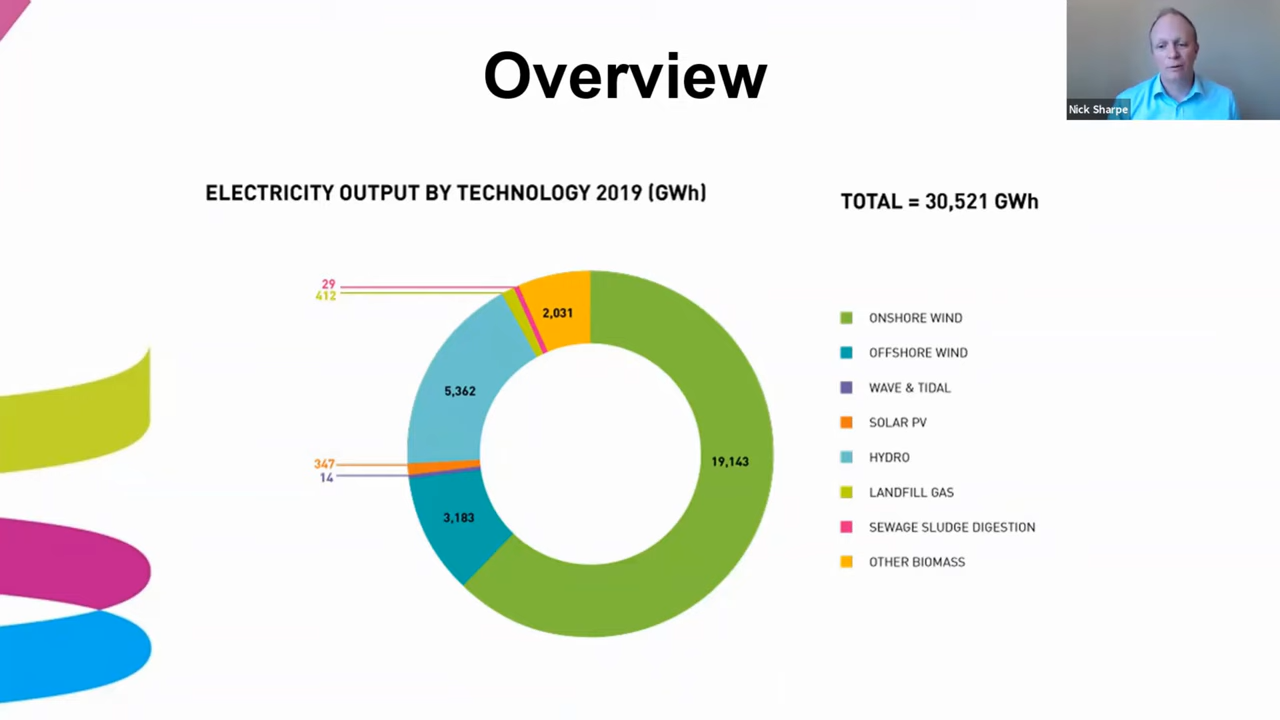 Overview
Nick Sharpe
ELECTRICITY OUTPUT BY TECHNOLOGY 2019 (GWh)
TOTAL = 30,521 GWh
29
412
2,031
5,362
347
14
3,183
19,143
ONSHORE WIND
OFFSHORE WIND
WAVE & TIDAL
SOLAR PV
HYDRO
LANDFILL GAS
SEWAGE SLUDGE DIGESTION
OTHER BIOMASS